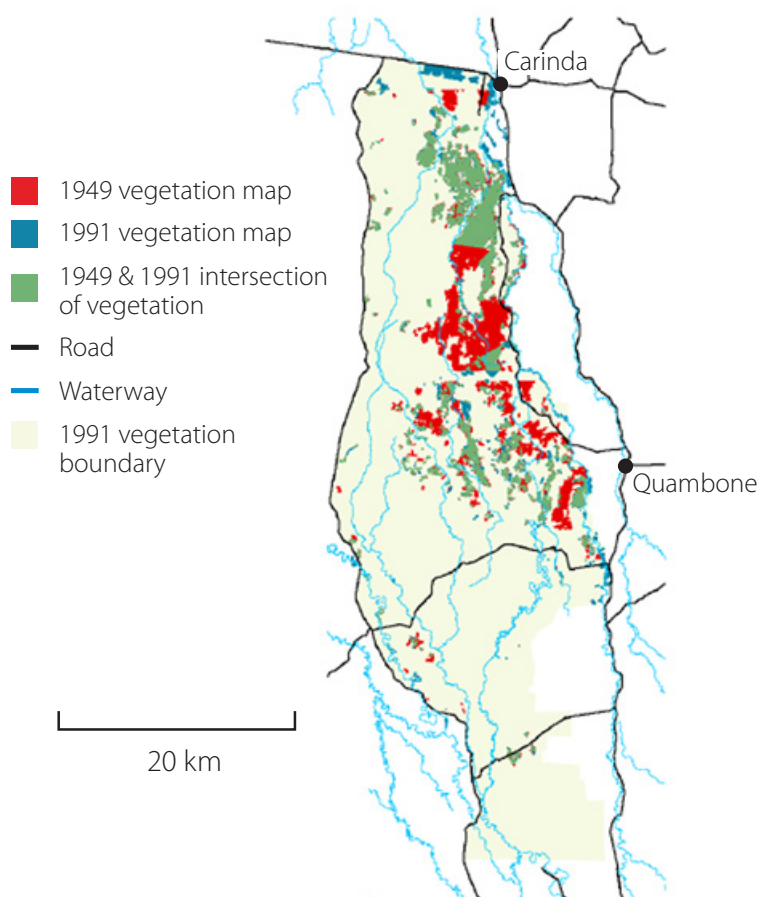 Carinda
1949 vegetation map
1991 vegetation map
1949 & 1991 intersection
of vegetation
Road
Waterway
1991 vegetation
boundary
Quambone
20 km